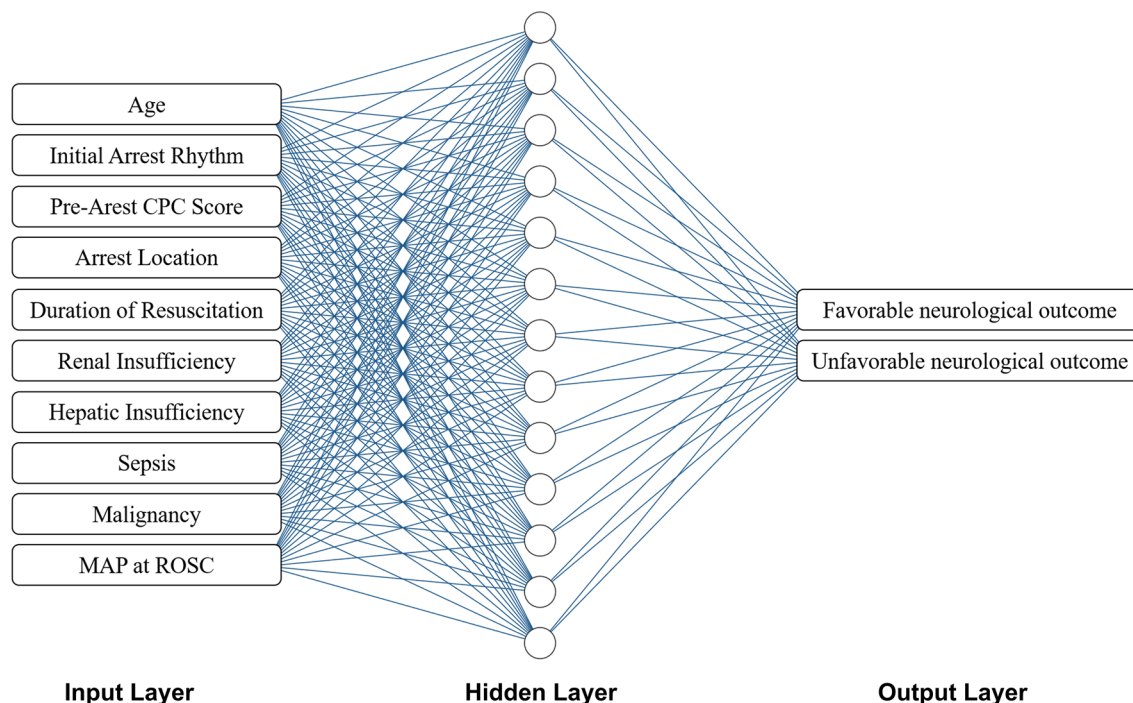 Age
Initial Arrest Rhythm
Pre-Arest CPC Score
Arrest Location
Duration of Resuscitation
Renal Insufficiency
Hepatic Insufficiency
Sepsis
Malignancy
MAP at ROSC
Favorable neurological outcome
Unfavorable neurological outcome
Input Layer
Hidden Layer
Output Layer